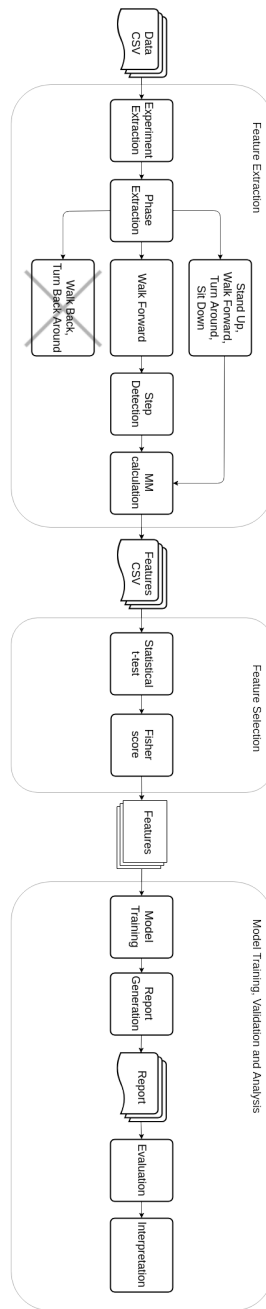 Data
CSV
Feature Extraction
Experiment
Extraction
Phase
Extraction
Stand Up,
Walk Forward,
Turn Around,
Sit Down
Walk Forward
Walk Back,
Turn Back Around
Step
Detection
MM
calculation
Features
CSV
Feature Selection
Statistical
t-test
Fisher
score
Features
Model Training, Validation and Analysis
Model
Training
Report
Generation
Report
Evaluation
Interpretation